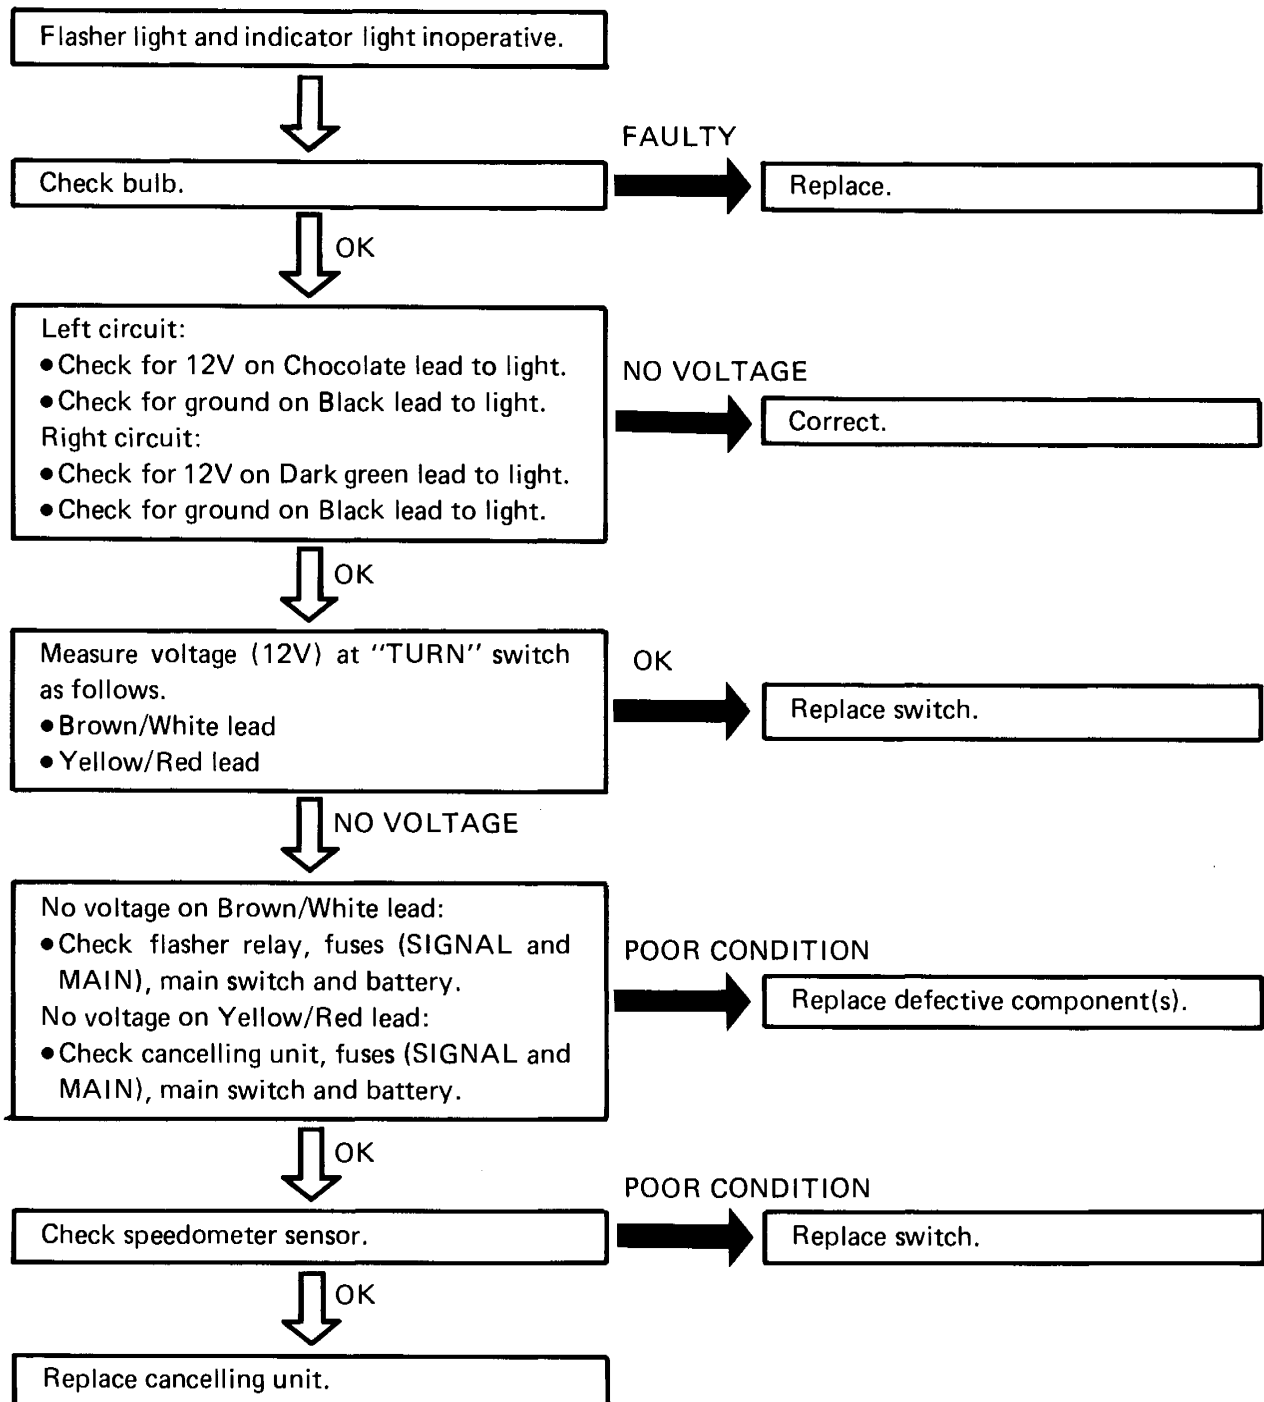 Flasher light and indicator light inoperative.
FAULTY
Check bulb.
Replace.
OK
Left circuit:
●Check for 12V on Chocolate lead to light.
●Check for ground on Black lead to light.
Right circuit:
●Check for 12V on Dark green lead to light.
●Check for ground on Black lead to light.
NO VOLTAGE
Correct.
OK
Measure voltage (12V) at "TURN" switch
as follows.
●Brown/White lead
●Yellow/Red lead
OK
Replace switch.
NO VOLTAGE
No voltage on Brown/White lead:
●Check flasher relay, fuses (SIGNAL and
MAIN), main switch and battery.
No voltage on Yellow/Red lead:
●Check cancelling unit, fuses (SIGNAL and
MAIN), main switch and battery.
POOR CONDITION
Replace defective component(s).
OK
POOR CONDITION
Check speedometer sensor.
Replace switch.
OK
Replace cancelling unit.